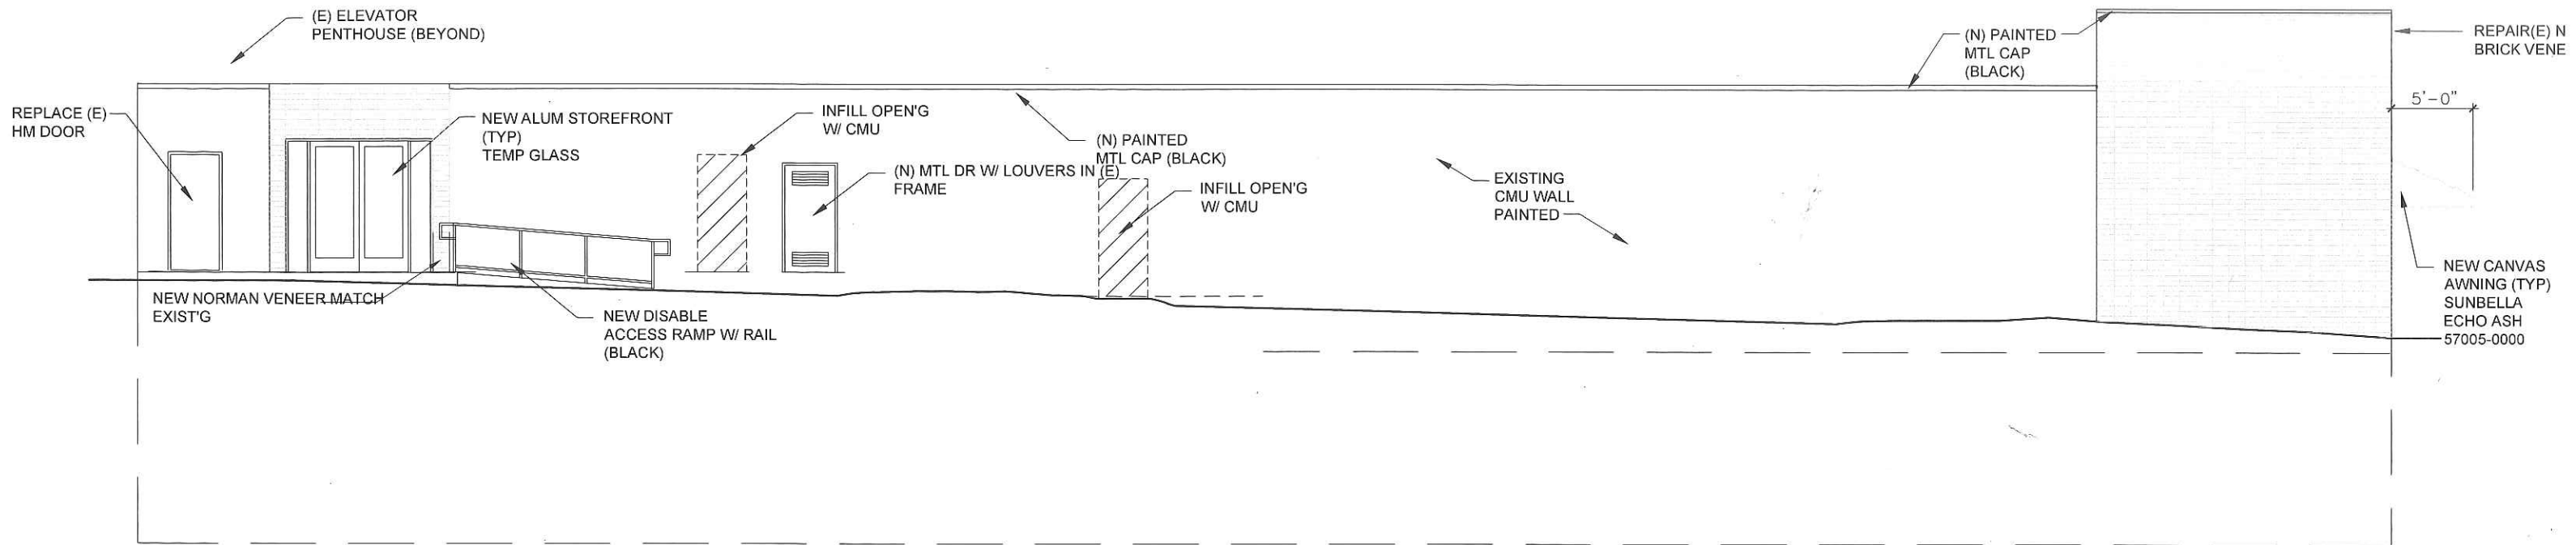 (E) ELEVATOR
PENTHOUSE (BEYOND)
REPLACE (E)
HM DOOR
NEW ALUM STOREFRONT
(TYP)
TEMP GLASS
INFILL OPEN'G
W/ CMU
(N) PAINTED
MTL CAP (BLACK)
(N) MTL DR W/ LOUVERS IN (E)
FRAME
INFILL OPEN'G
W/ CMU
EXISTING
CMU WALL
PAINTED
(N) PAINTED
MTL CAP
(BLACK)
REPAIR(E) N
BRICK VENE
5'-0"
NEW CANVAS
AWNING (TYP)
SUNBELLA
ECHO ASH
57005-0000
NEW NORMAN VENEER MATCH
EXIST'G
NEW DISABLE
ACCESS RAMP W/ RAIL
(BLACK)